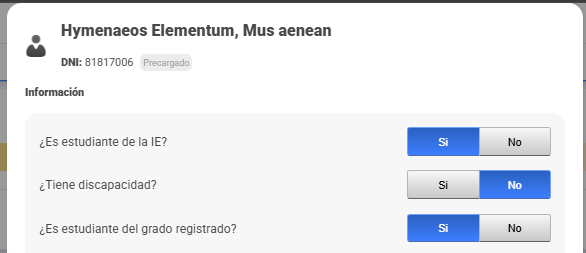 Hymenaeos Elementum, Mus aenean
DNI: 81817006 Precargado
Información
¿Es estudiante de la IE? Si No
¿Tiene discapacidad? Si No
¿Es estudiante del grado registrado? Si No